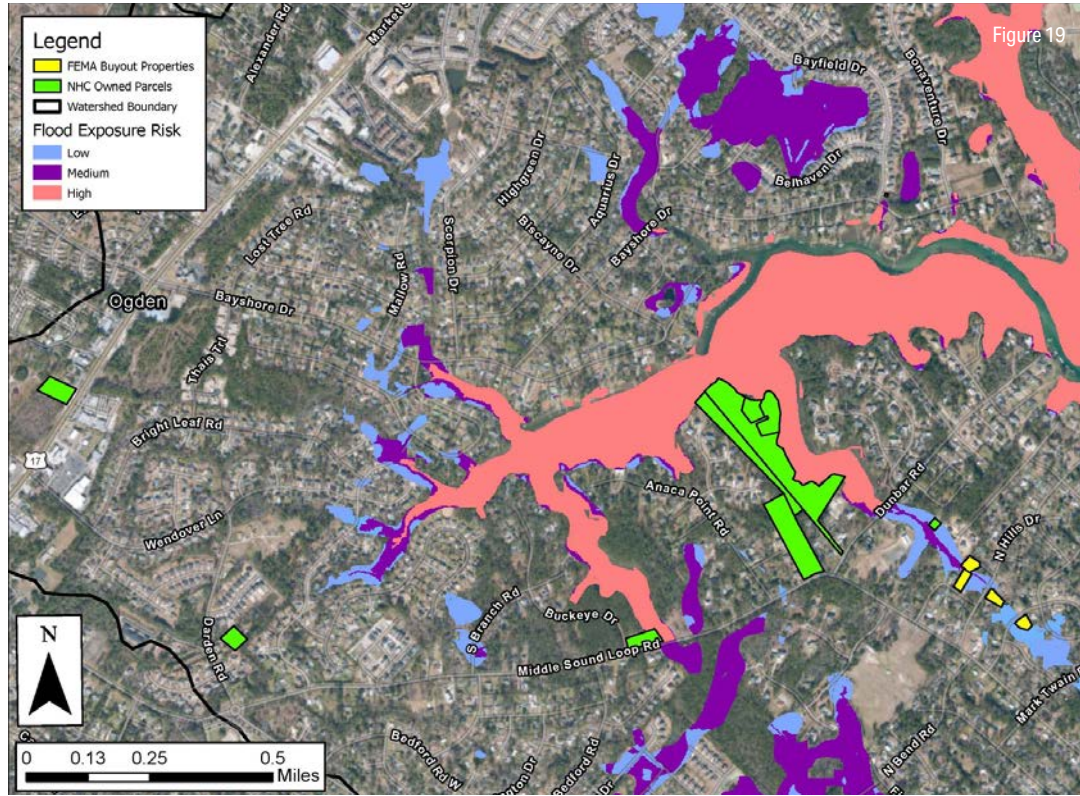 Figure 19
Legend
FEMA Buyout Properties
NHC Owned Parcels
Watershed Boundary
Flood Exposure Risk
Low
Medium
High
Alexander Rd
Market
Bayfield Dr
Bonaventure Dr
Highgreen Dr
Aquarius Dr
Belhaven Dr
Lost Tree Rd
Scorpion Dr
Biscayne Dr
Bayshore Dr
Mallow Rd
Ogden
Bayshore Dr
Thais Trl
Bright Leaf Rd
17
Anaca Point Rd
Dunbar Rd
Wendover Ln
N Hills Dr
S Branch Rd
Buckeye Dr
Darden Rd
Middle Sound Loop Rd
Mark Twain
N
Bedford Rd W
Bedford Rd
N Bend Rd
0 0.13 0.25 0.5
Miles